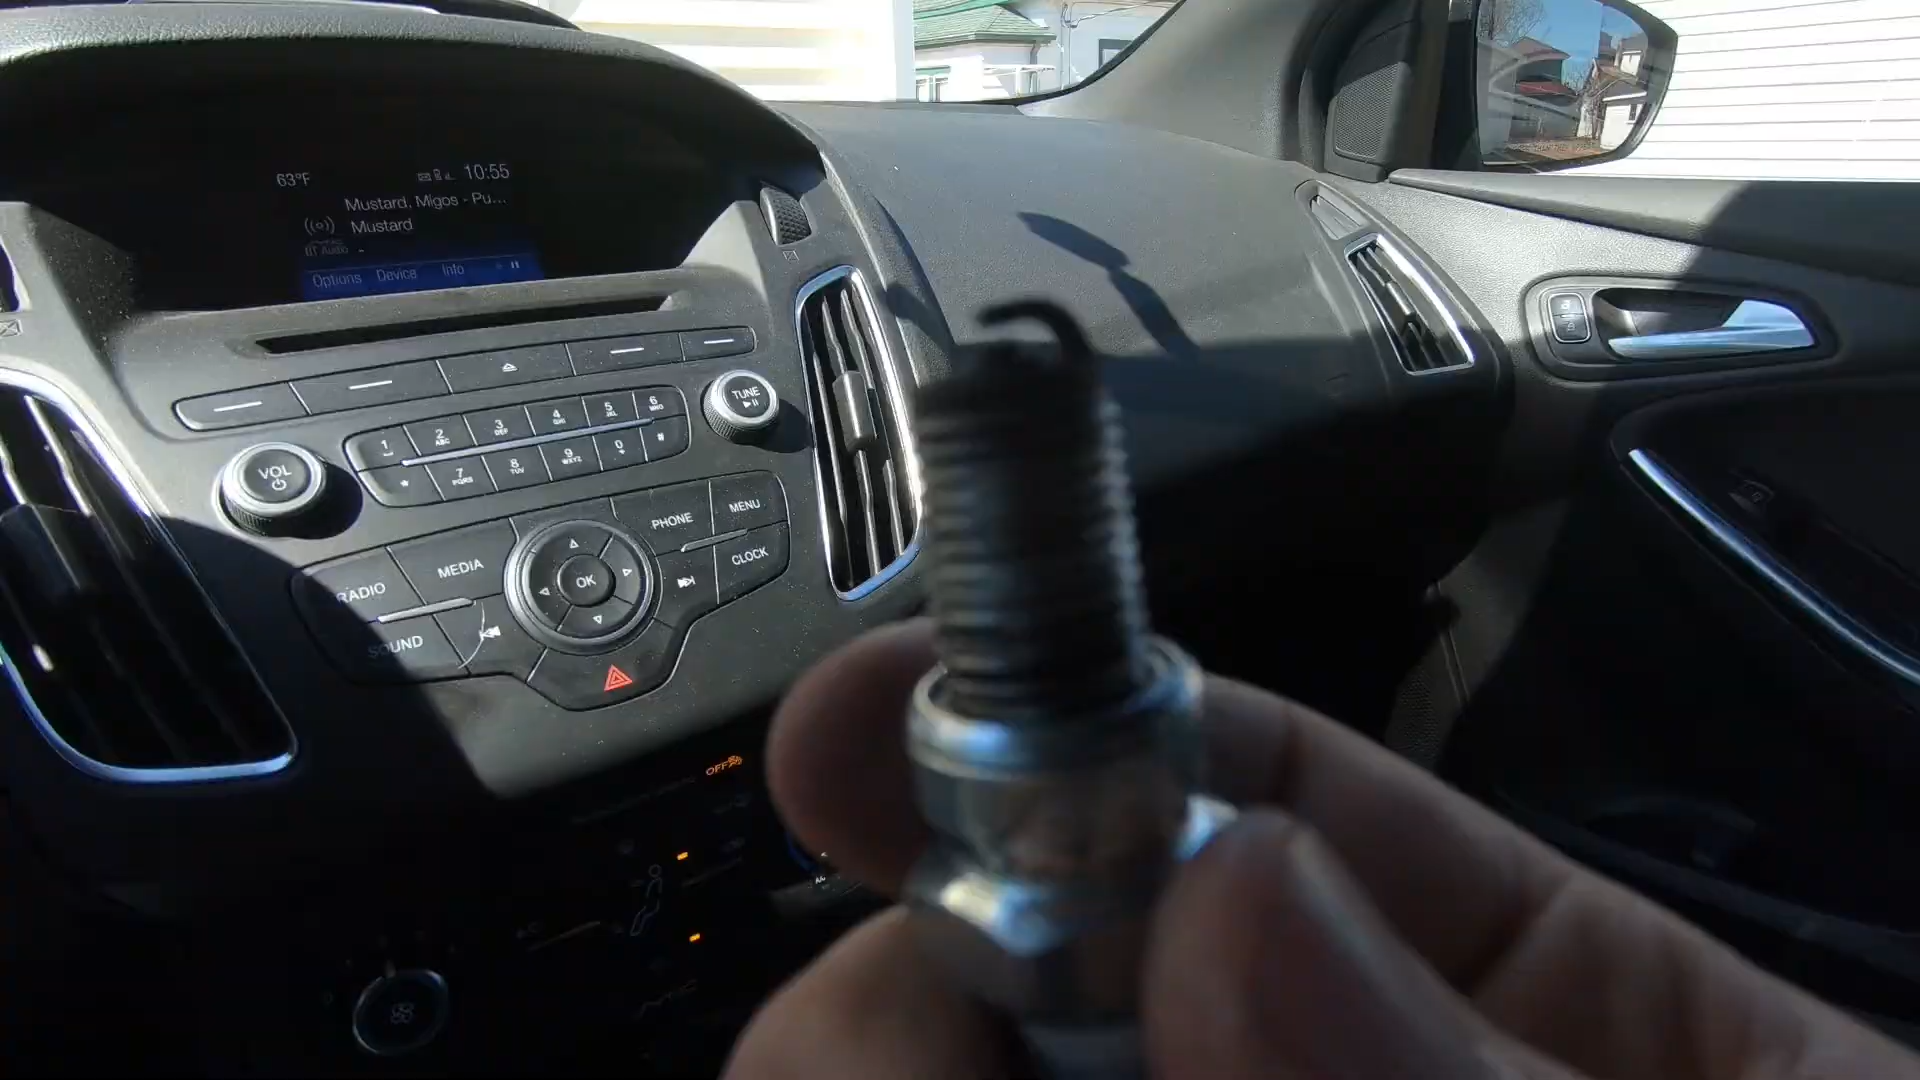 63°F 10:55
Mustard, Migos - Pu...
Mustard
BT Audio -
Options Device Info
VOL
TUNE
1
2 ABC
3 DEF
4 GHI
5 JKL
6 MNO
*
7 PQRS
8 TUV
9 WXYZ
0 +
#
PHONE
MENU
RADIO
MEDIA
OK
CLOCK
SOUND
OFF
A/C